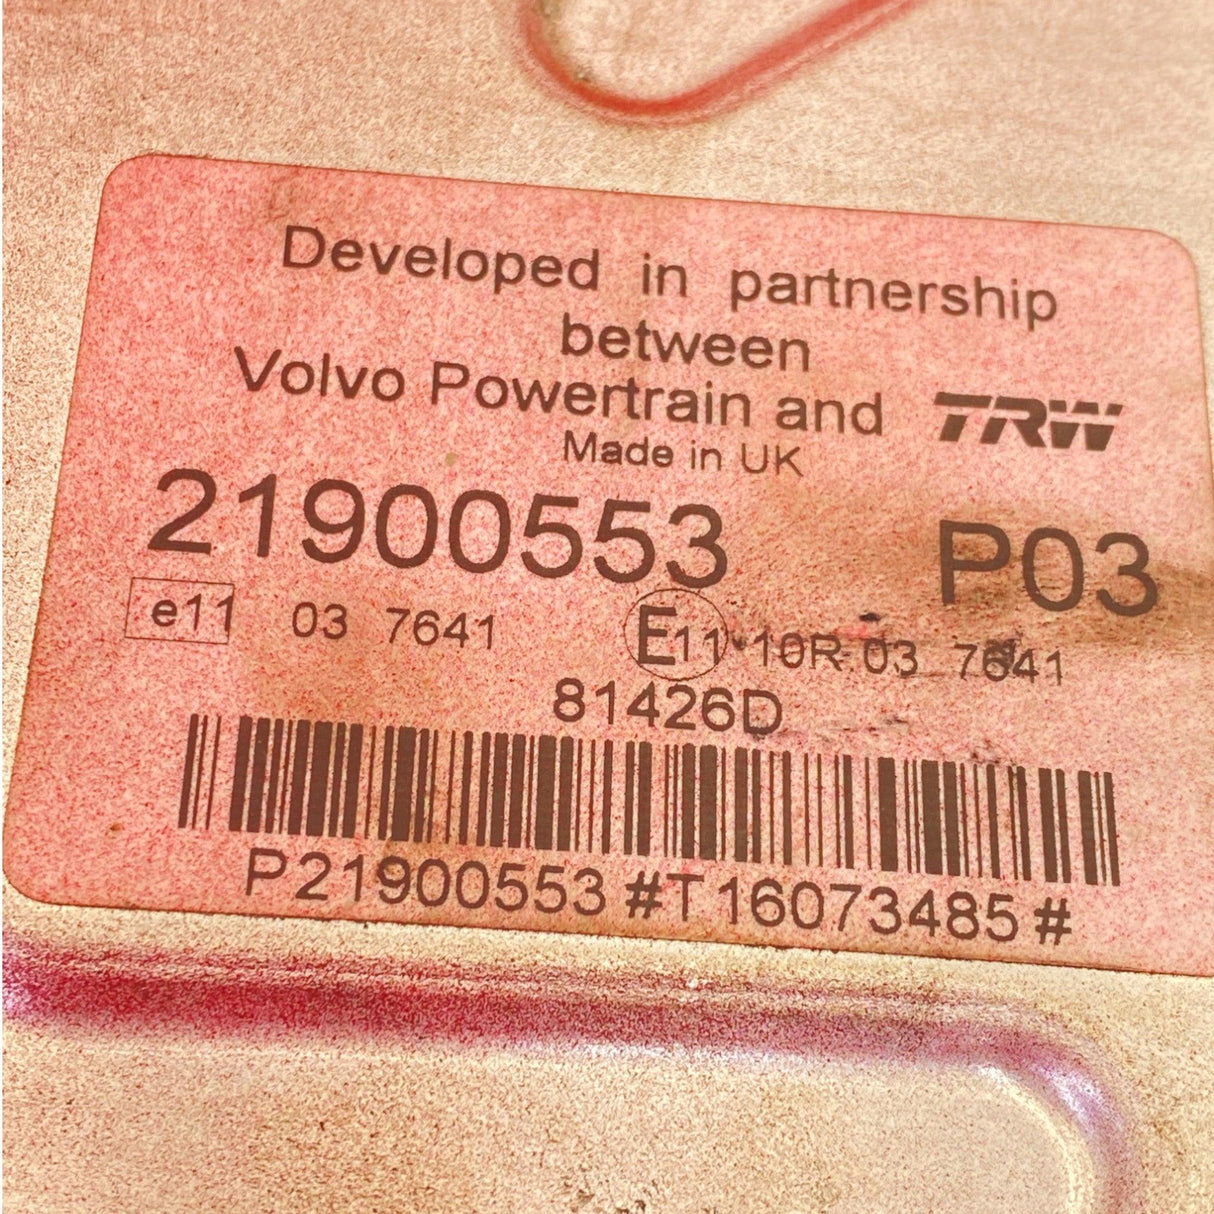 Developed in partnership
between
Volvo Powertrain and TRW
Made in UK
21900553 P03
e11 03 7641 E11 10R 03 7641
81426D
P21900553#T16073485#